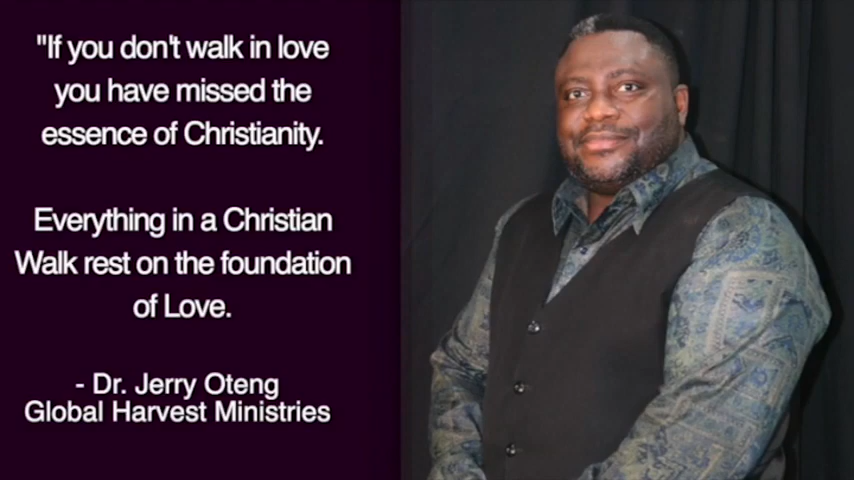 "If you don't walk in love
you have missed the
essence of Christianity.
Everything in a Christian
Walk rest on the foundation
of Love.
- Dr. Jerry Oteng
Global Harvest Ministries